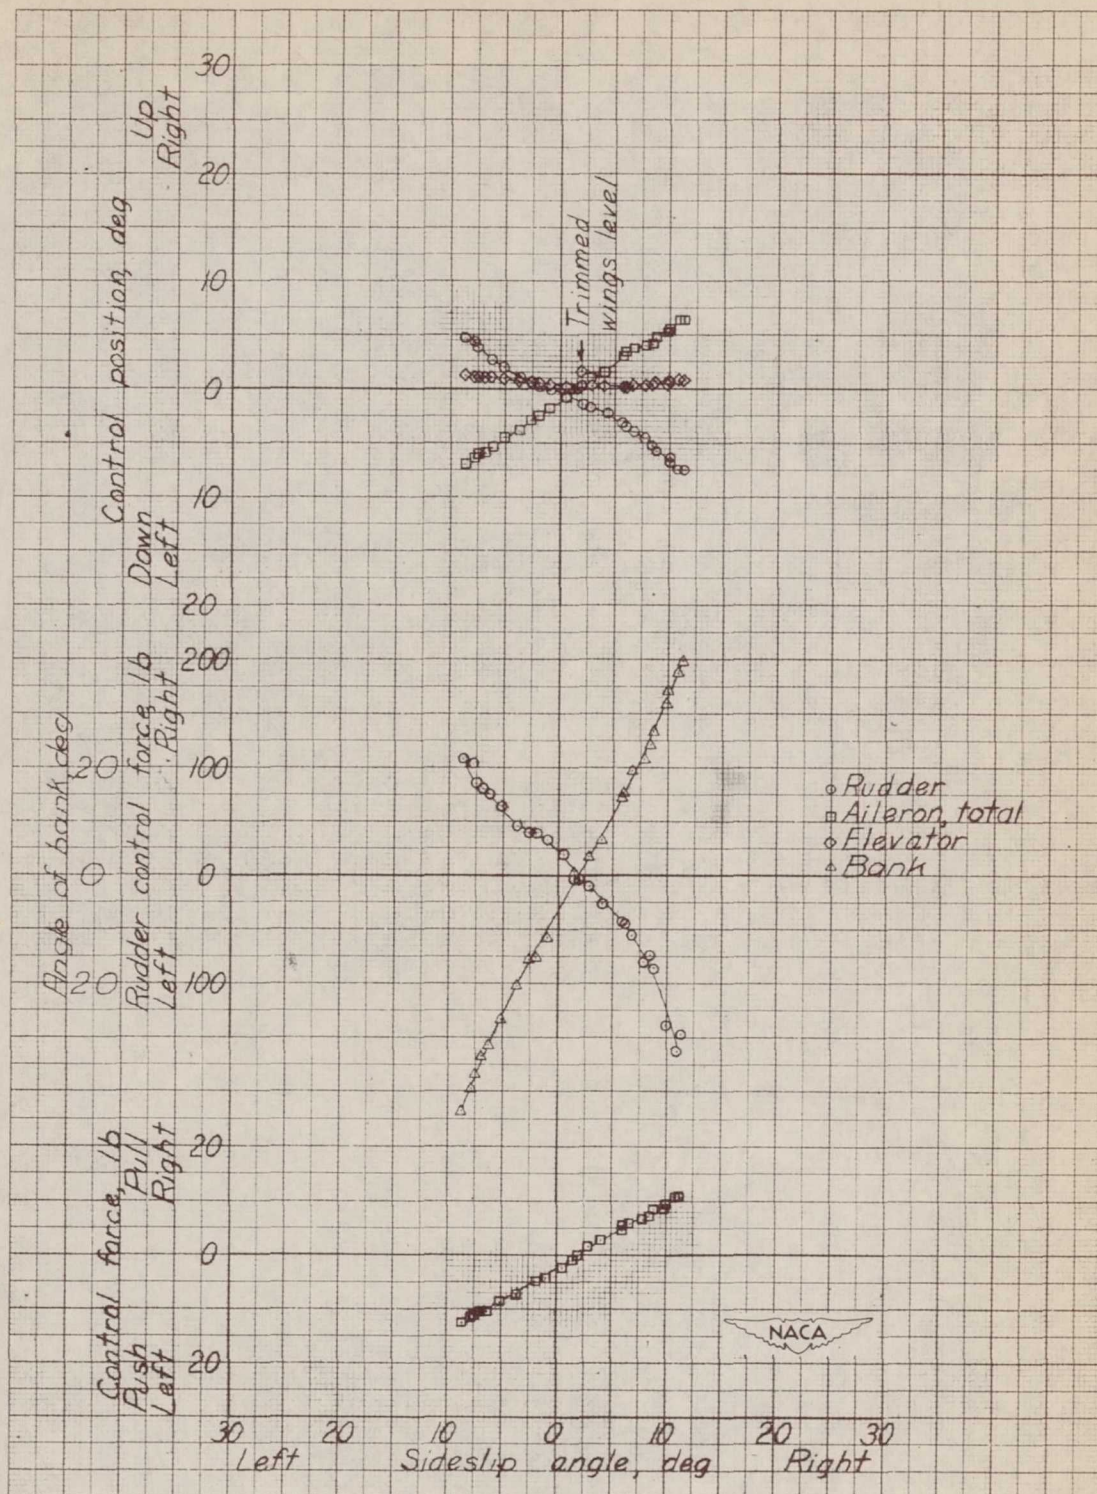 30
Up
Right
20
Control position, deg
10
Trimmed
wings level
0
10
Down
Left
20
Angle of bank, deg
20
0
20
Rudder control force, lb
Right
Left
200
100
0
100
Rudder
Aileron, total
Elevator
Bank
Control force, lb
Pull
Right
Push
Left
20
0
20
NACA
30 20 10 0 10 20 30
Left Sideslip angle, deg Right